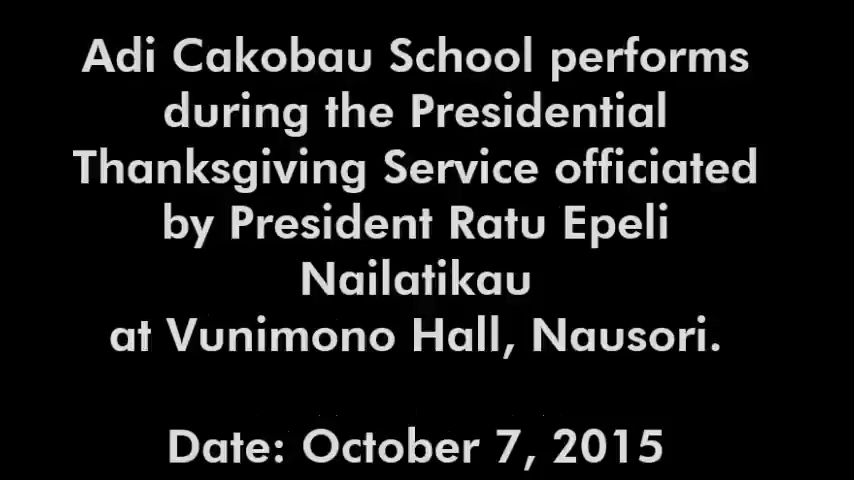 Adi Cakobau School performs
during the Presidential
Thanksgiving Service officiated
by President Ratu Epeli
Nailatikau
at Vunimono Hall, Nausori.
Date: October 7, 2015